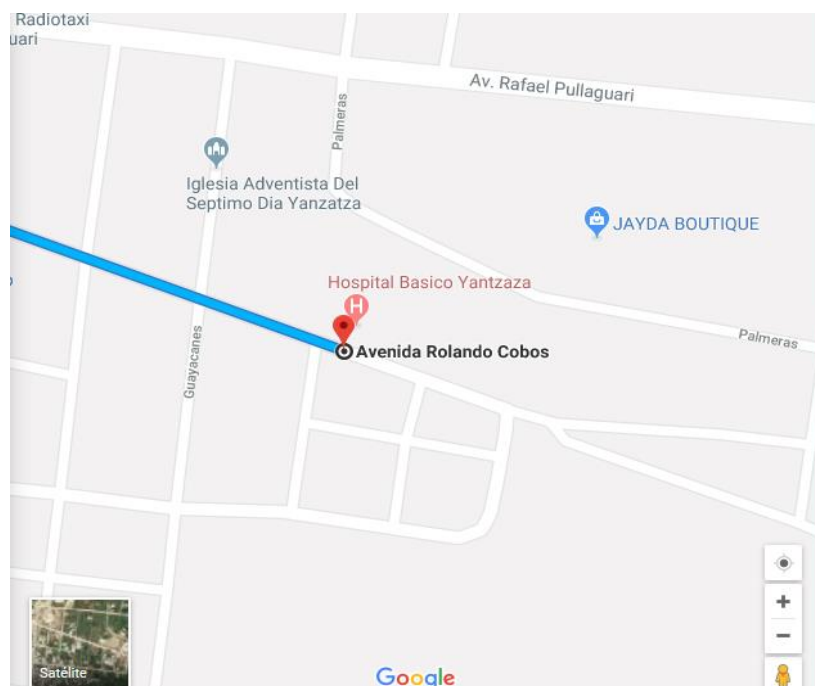 Radiotaxi
uari
Av. Rafael Pullaguari
Palmeras
Iglesia Adventista Del
Septimo Dia Yanzatza
JAYDA BOUTIQUE
Hospital Basico Yantzaza
H
Palmeras
Avenida Rolando Cobos
Guayacanes
Satélite
Google